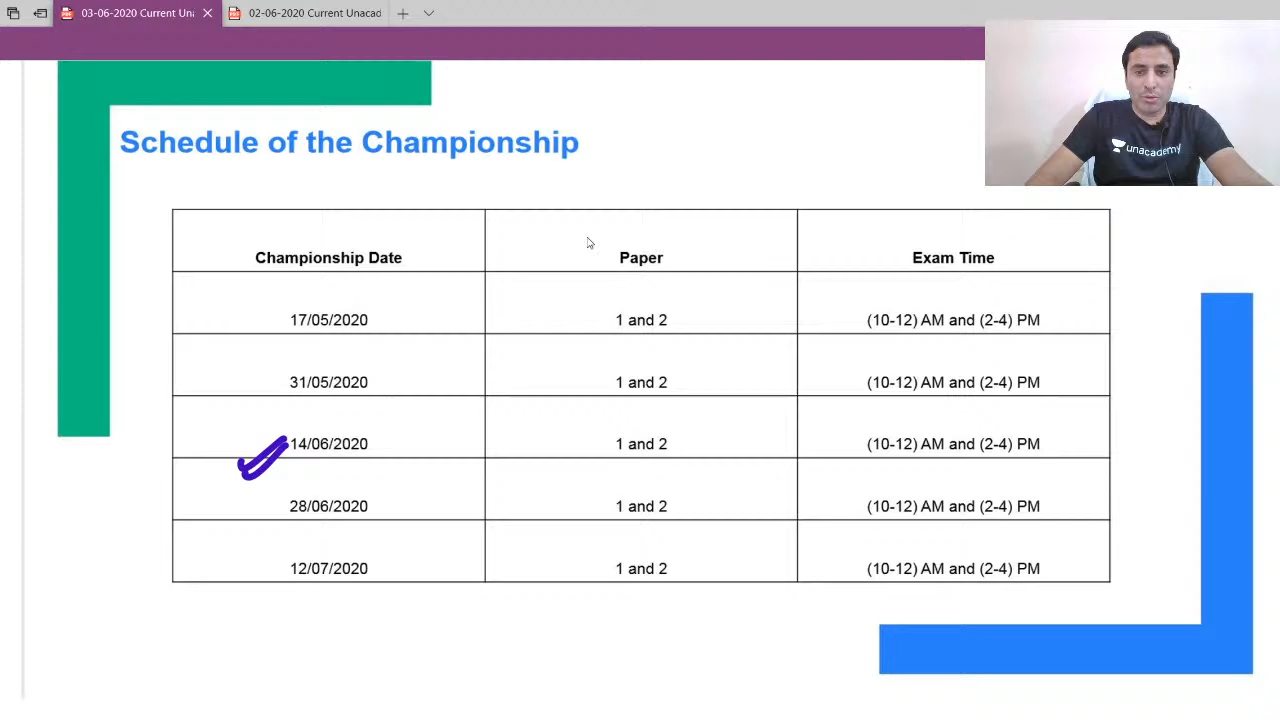 03-06-2020 Current Una
02-06-2020 Current Unacad
unacademy
Schedule of the Championship
Championship Date Paper Exam Time
17/05/2020 1 and 2 (10-12) AM and (2-4) PM
31/05/2020 1 and 2 (10-12) AM and (2-4) PM
14/06/2020 1 and 2 (10-12) AM and (2-4) PM
28/06/2020 1 and 2 (10-12) AM and (2-4) PM
12/07/2020 1 and 2 (10-12) AM and (2-4) PM